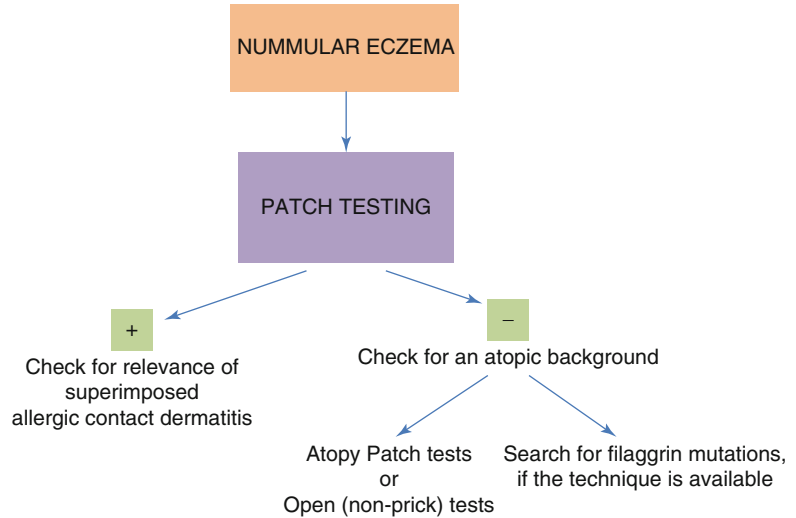 NUMMULAR ECZEMA
PATCH TESTING
+
Check for relevance of
superimposed
allergic contact dermatitis
–
Check for an atopic background
Atopy Patch tests
or
Open (non-prick) tests
Search for filaggrin mutations,
if the technique is available